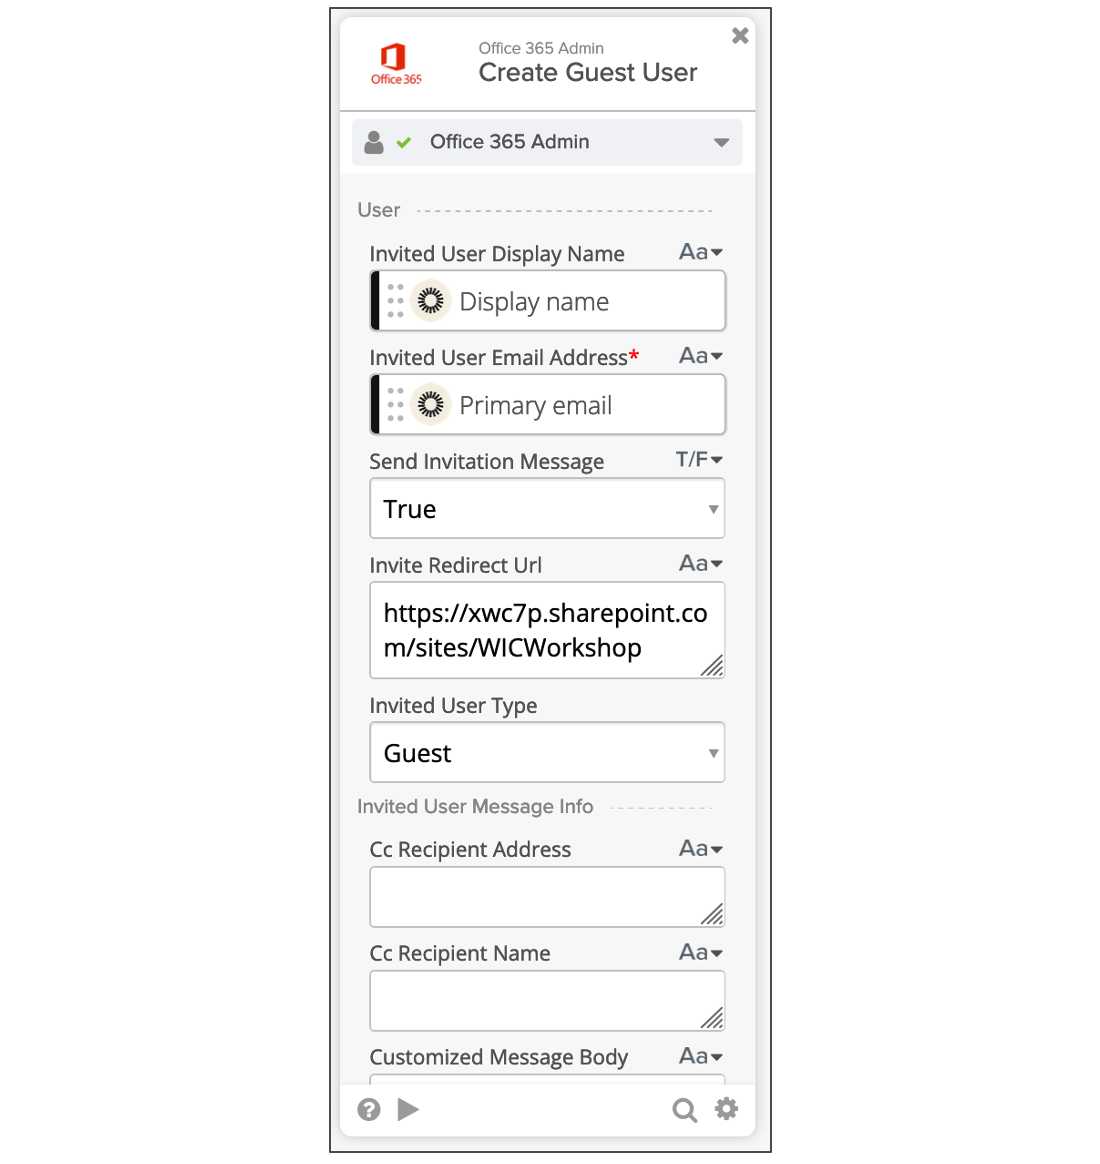 Office 365 Admin
Create Guest User
Office 365
Office 365 Admin
User
Invited User Display Name Aa
Display name
Invited User Email Address* Aa
Primary email
Send Invitation Message T/F
True
Invite Redirect Url Aa
https://xwc7p.sharepoint.co
m/sites/WICWorkshop
Invited User Type
Guest
Invited User Message Info
Cc Recipient Address Aa
Cc Recipient Name Aa
Customized Message Body Aa